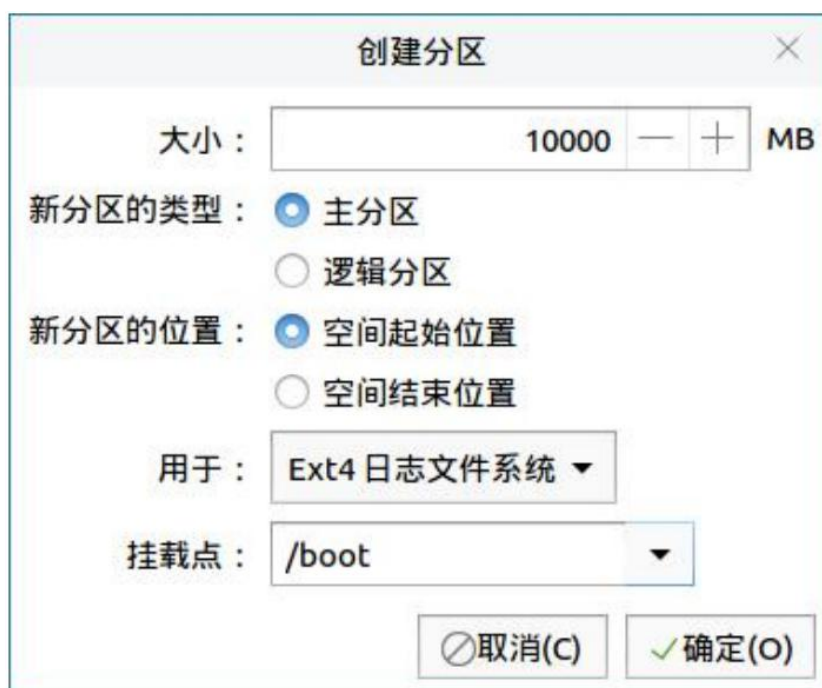 创建分区
大小： 10000 MB
新分区的类型： 主分区
逻辑分区
新分区的位置： 空间起始位置
空间结束位置
用于： Ext4 日志文件系统
挂载点： /boot
取消(C) 确定(O)